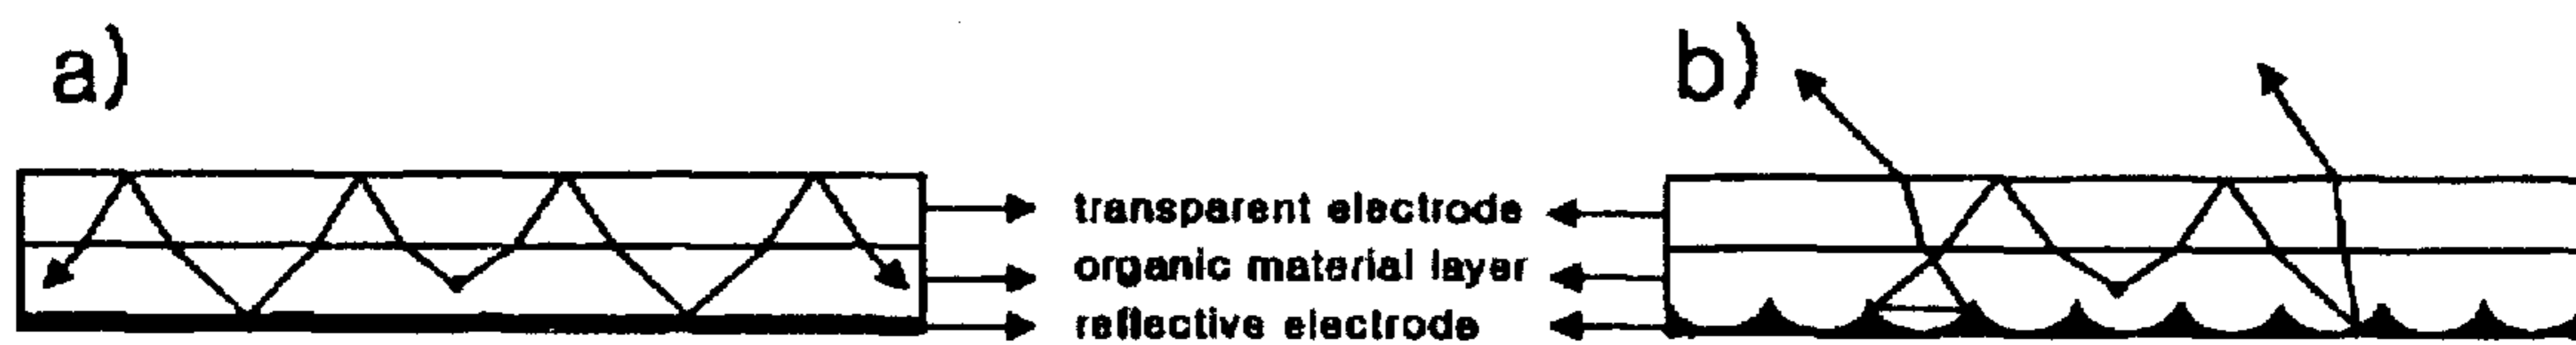 a)
b)
transparent electrode
organic material layer
reflective electrode